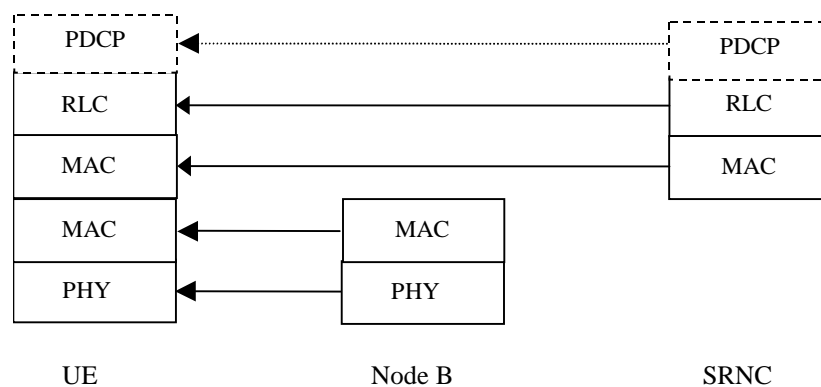 PDCP PDCP
RLC RLC
MAC MAC
MAC MAC
PHY PHY
UE Node B SRNC